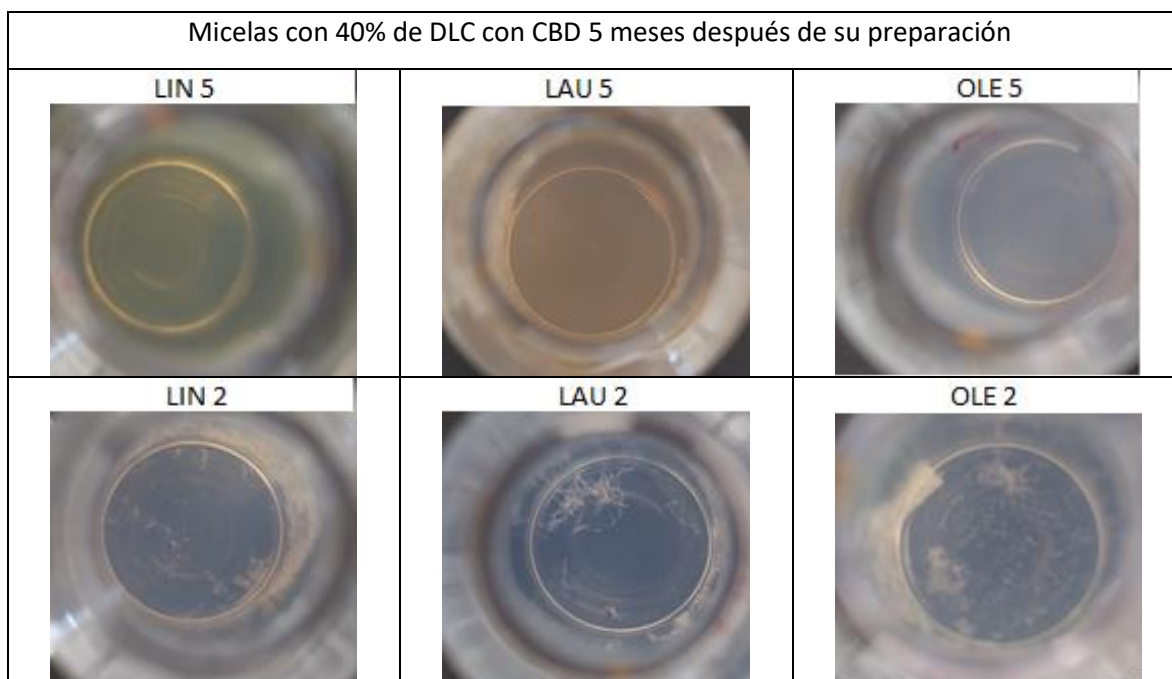 Micelas con 40% de DLC con CBD 5 meses después de su preparación
LIN 5
LAU 5
OLE 5
LIN 2
LAU 2
OLE 2